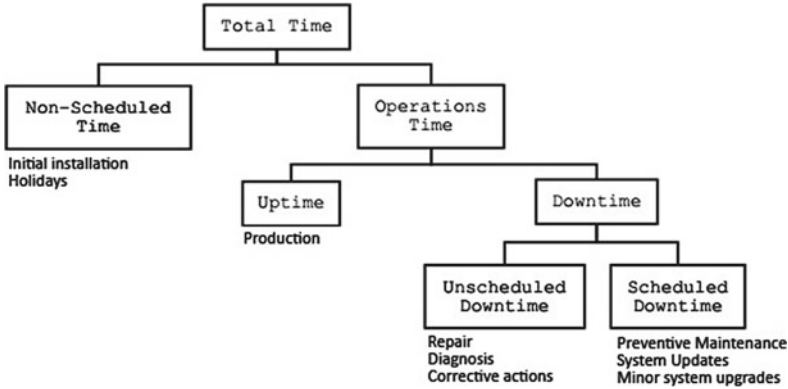 Total Time
Non-Scheduled
Time
Operations
Time
Initial installation
Holidays
Uptime
Downtime
Production
Unscheduled
Downtime
Scheduled
Downtime
Repair
Diagnosis
Corrective actions
Preventive Maintenance
System Updates
Minor system upgrades